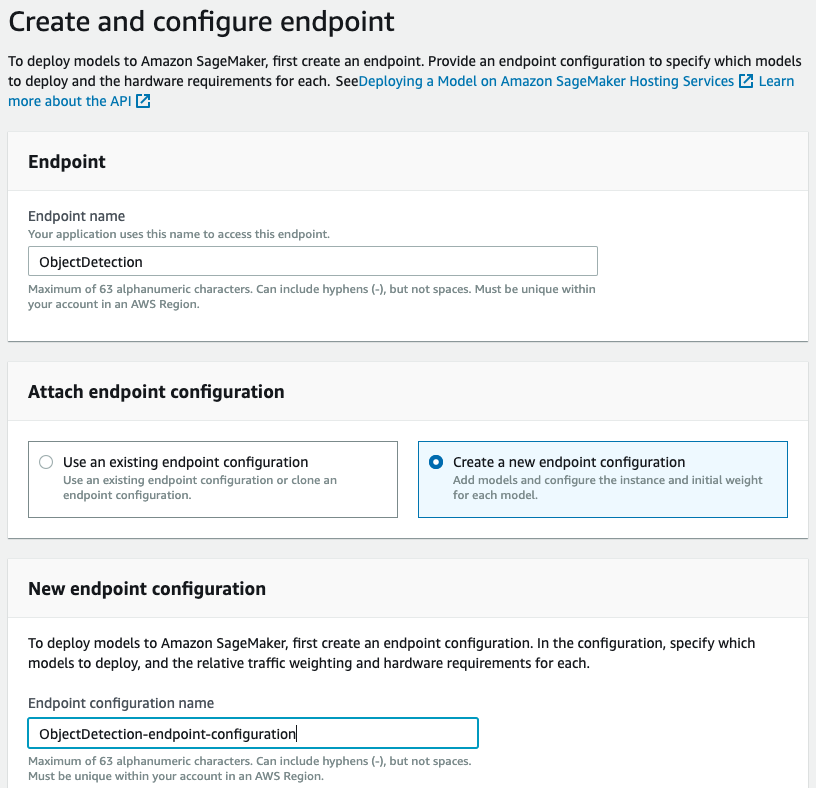 Create and configure endpoint
To deploy models to Amazon SageMaker, first create an endpoint. Provide an endpoint configuration to specify which models
to deploy and the hardware requirements for each. SeeDeploying a Model on Amazon SageMaker Hosting Services Learn
more about the API
Endpoint
Endpoint name
Your application uses this name to access this endpoint.
ObjectDetection
Maximum of 63 alphanumeric characters. Can include hyphens (-), but not spaces. Must be unique within
your account in an AWS Region.
Attach endpoint configuration
Use an existing endpoint configuration
Use an existing endpoint configuration or clone an
endpoint configuration.
Create a new endpoint configuration
Add models and configure the instance and initial weight
for each model.
New endpoint configuration
To deploy models to Amazon SageMaker, first create an endpoint configuration. In the configuration, specify which
models to deploy, and the relative traffic weighting and hardware requirements for each.
Endpoint configuration name
ObjectDetection-endpoint-configuration
Maximum of 63 alphanumeric characters. Can include hyphens (-), but not spaces.
Must be unique within your account in an AWS Region.